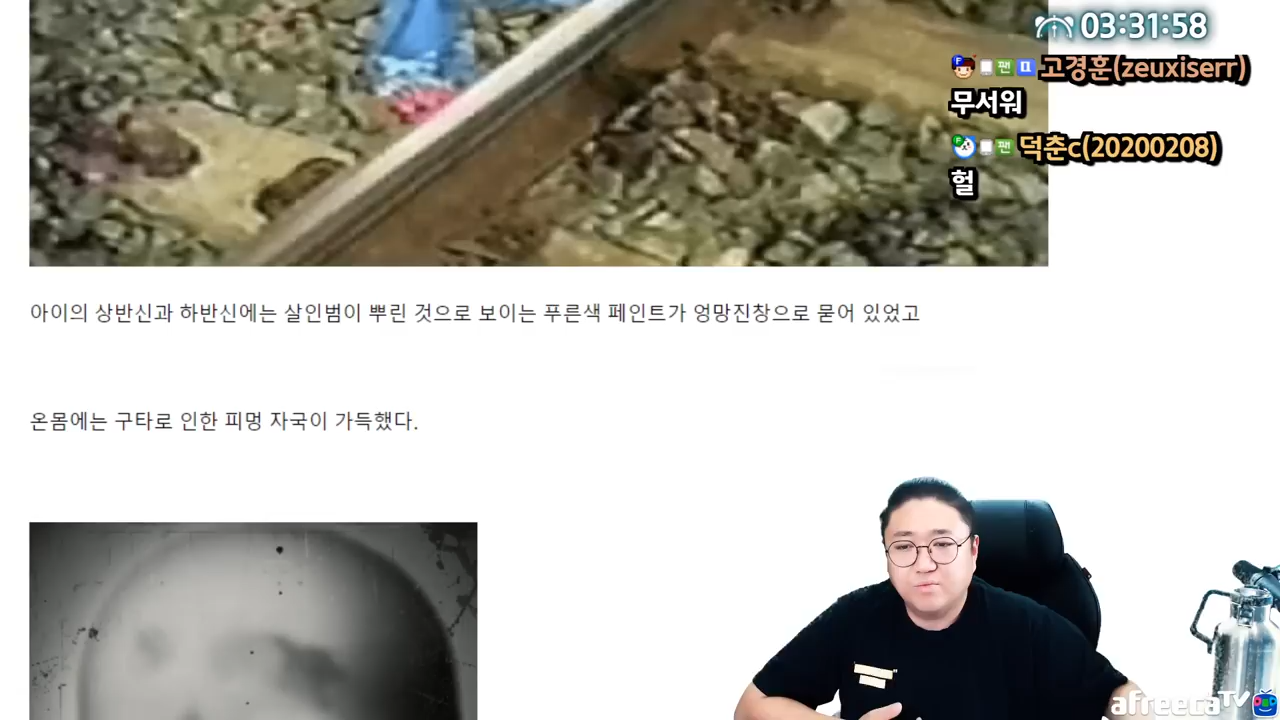 03:31:58
고경훈(zeuxiserr)
무서워
덕춘c(20200208)
헐
아이의 상반신과 하반신에는 살인범이 뿌린 것으로 보이는 푸른색 페인트가 엉망진창으로 묻어 있었고
온몸에는 구타로 인한 피멍 자국이 가득했다.
afreecaTV